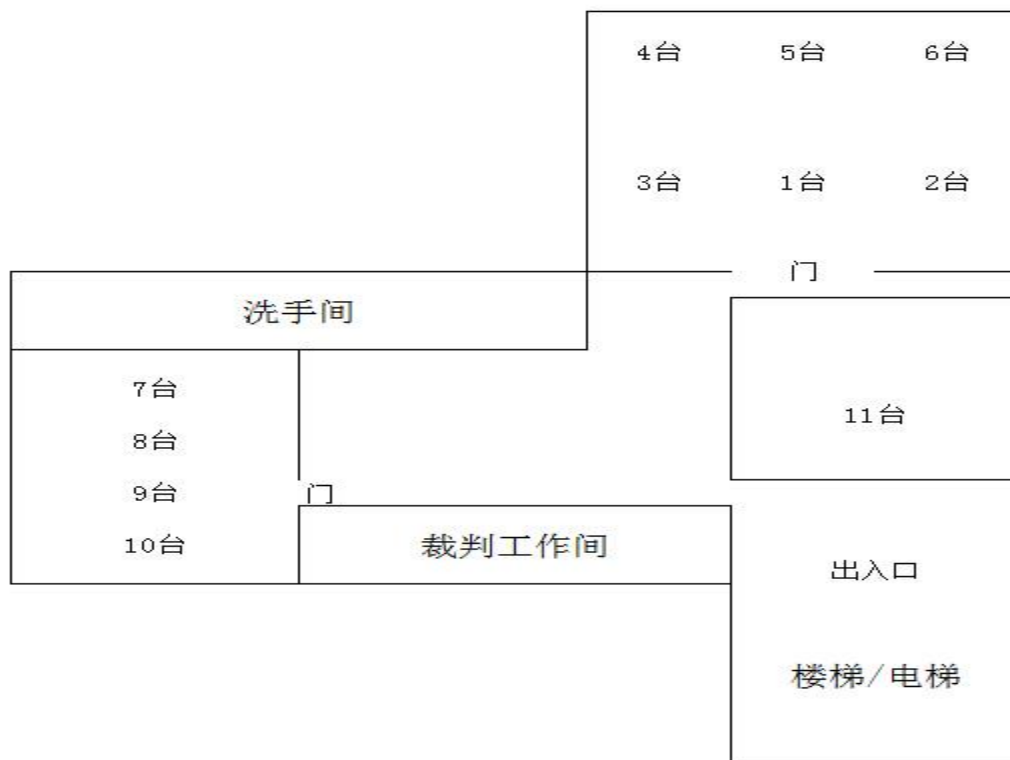 4台 5台 6台
3台 1台 2台
门
洗手间
7台
11台
8台
9台
门
10台
裁判工作间
出入口
楼梯/电梯